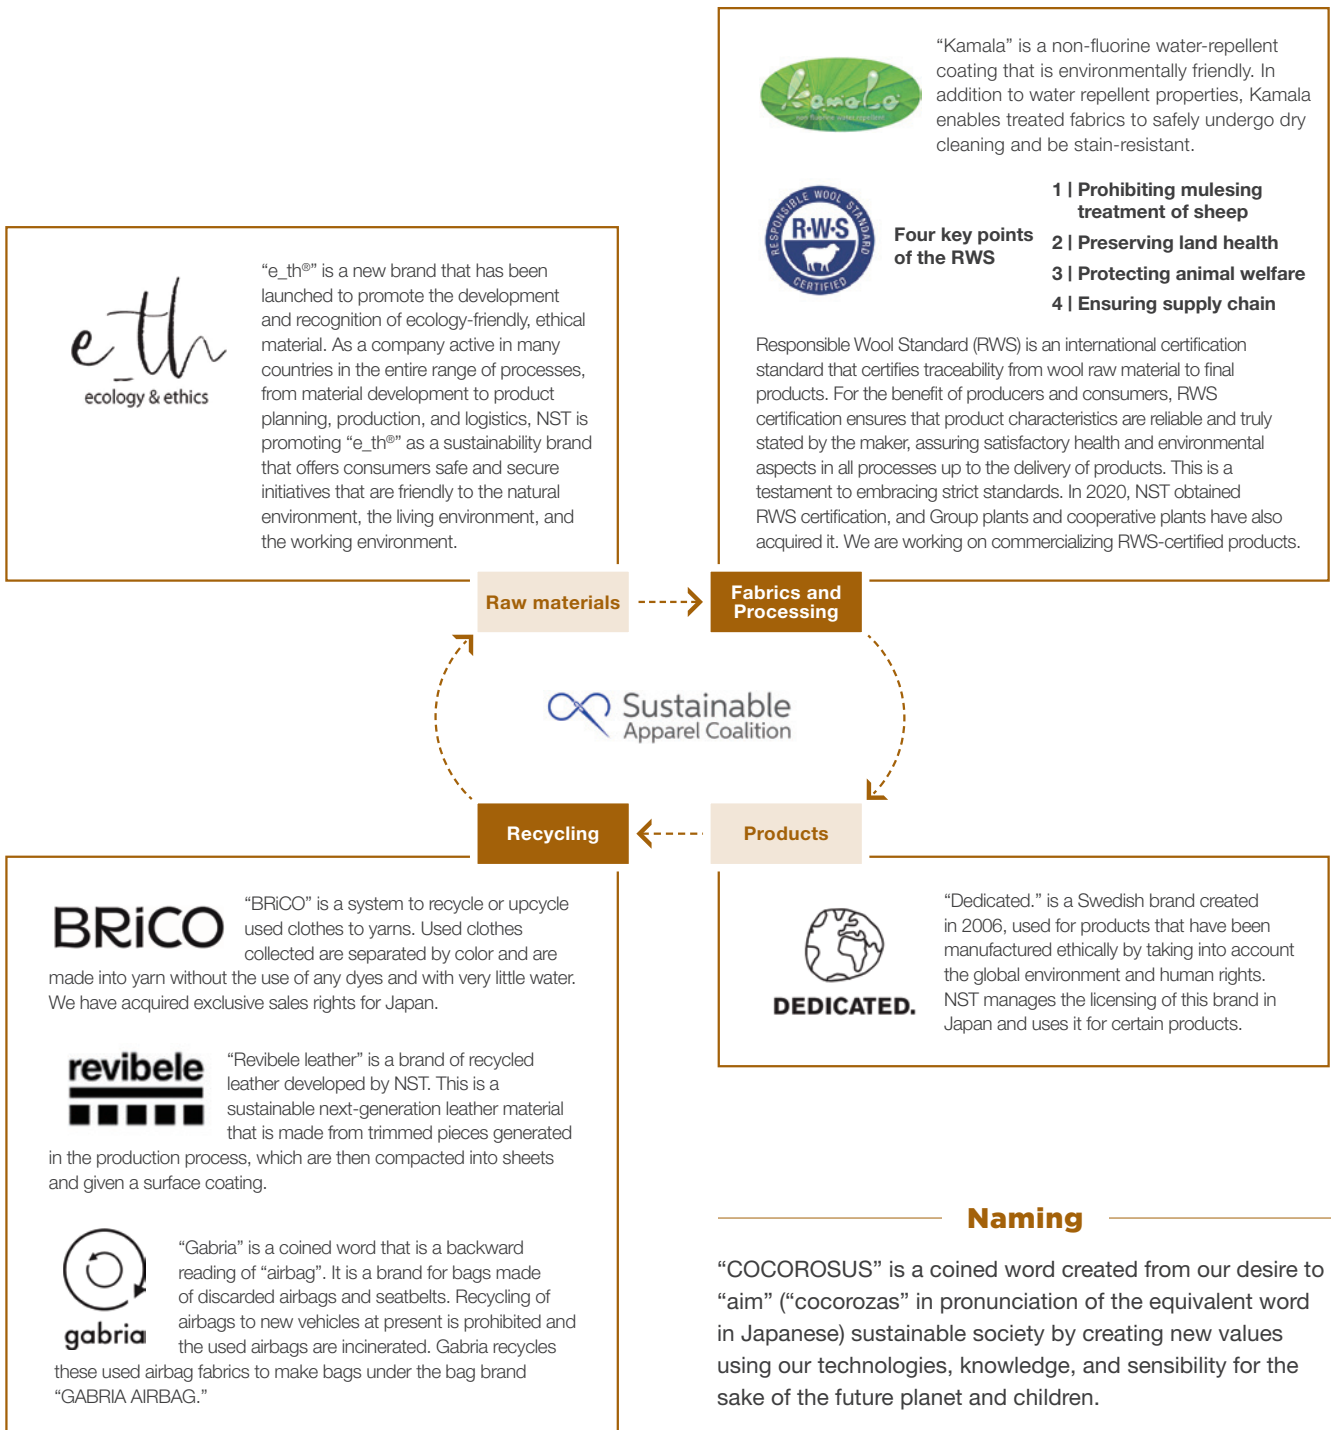 “Kamala” is a non-fluorine water-repellent
coating that is environmentally friendly. In
addition to water repellent properties, Kamala
enables treated fabrics to safely undergo dry
cleaning and be stain-resistant.
Kamala
non fluorine water repellent
RESPONSIBLE WOOL STANDARD
R·W·S
CERTIFIED
Four key points
of the RWS
1 | Prohibiting mulesing
treatment of sheep
2 | Preserving land health
3 | Protecting animal welfare
4 | Ensuring supply chain
Responsible Wool Standard (RWS) is an international certification
standard that certifies traceability from wool raw material to final
products. For the benefit of producers and consumers, RWS
certification ensures that product characteristics are reliable and truly
stated by the maker, assuring satisfactory health and environmental
aspects in all processes up to the delivery of products. This is a
testament to embracing strict standards. In 2020, NST obtained
RWS certification, and Group plants and cooperative plants have also
acquired it. We are working on commercializing RWS-certified products.
e_th
ecology & ethics
“e_th®” is a new brand that has been
launched to promote the development
and recognition of ecology-friendly, ethical
material. As a company active in many
countries in the entire range of processes,
from material development to product
planning, production, and logistics, NST is
promoting “e_th®” as a sustainability brand
that offers consumers safe and secure
initiatives that are friendly to the natural
environment, the living environment, and
the working environment.
Raw materials
Fabrics and
Processing
Sustainable
Apparel Coalition
Recycling
Products
BRiCO
“BRiCO” is a system to recycle or upcycle
used clothes to yarns. Used clothes
collected are separated by color and are
made into yarn without the use of any dyes and with very little water.
We have acquired exclusive sales rights for Japan.
revibele
“Revibele leather” is a brand of recycled
leather developed by NST. This is a
sustainable next-generation leather material
that is made from trimmed pieces generated
in the production process, which are then compacted into sheets
and given a surface coating.
gabria
“Gabria” is a coined word that is a backward
reading of “airbag”. It is a brand for bags made
of discarded airbags and seatbelts. Recycling of
airbags to new vehicles at present is prohibited and
the used airbags are incinerated. Gabria recycles
these used airbag fabrics to make bags under the bag brand
“GABRIA AIRBAG.”
DEDICATED.
“Dedicated.” is a Swedish brand created
in 2006, used for products that have been
manufactured ethically by taking into account
the global environment and human rights.
NST manages the licensing of this brand in
Japan and uses it for certain products.
Naming
“COCOROSUS” is a coined word created from our desire to
“aim” (“cocorozas” in pronunciation of the equivalent word
in Japanese) sustainable society by creating new values
using our technologies, knowledge, and sensibility for the
sake of the future planet and children.